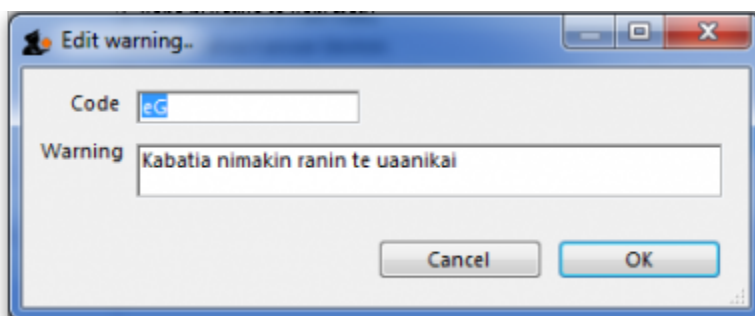 Edit warning..
Code eG
Warning Kabatia nimakin ranin te uaanikai
Cancel OK